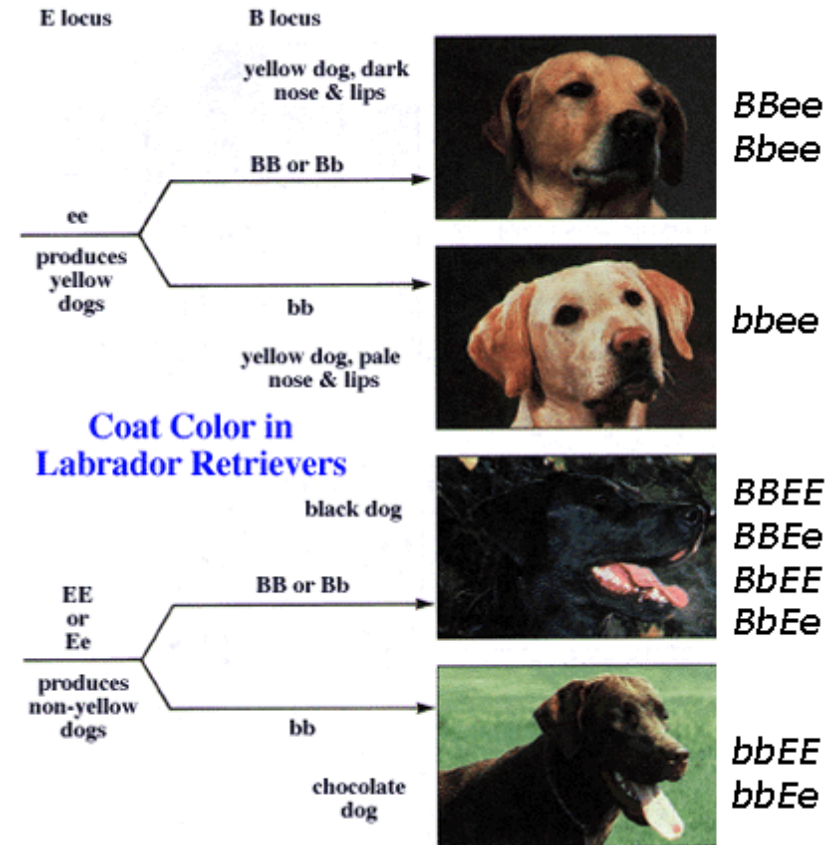 E locus
B locus
yellow dog, dark
nose & lips
BBee
Bbee
BB or Bb
ee
produces
yellow
dogs
bb
bbee
yellow dog, pale
nose & lips
Coat Color in
Labrador Retrievers
black dog
BBEE
BBEe
BbEE
BbEe
BB or Bb
EE
or
Ee
produces
non-yellow
dogs
bb
bbEE
bbEe
chocolate
dog